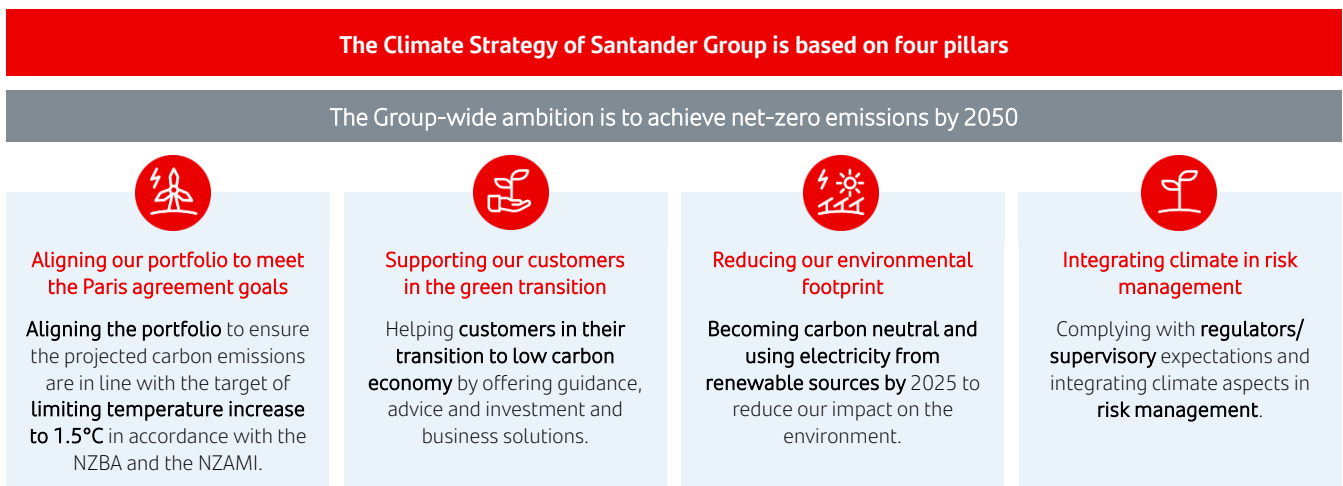 The Climate Strategy of Santander Group is based on four pillars
The Group-wide ambition is to achieve net-zero emissions by 2050
Aligning our portfolio to meet
the Paris agreement goals
Aligning the portfolio to ensure
the projected carbon emissions
are in line with the target of
limiting temperature increase
to 1.5°C in accordance with the
NZBA and the NZAMI.
Supporting our customers
in the green transition
Helping customers in their
transition to low carbon
economy by offering guidance,
advice and investment and
business solutions.
Reducing our environmental
footprint
Becoming carbon neutral and
using electricity from
renewable sources by 2025 to
reduce our impact on the
environment.
Integrating climate in risk
management
Complying with regulators/
supervisory expectations and
integrating climate aspects in
risk management.